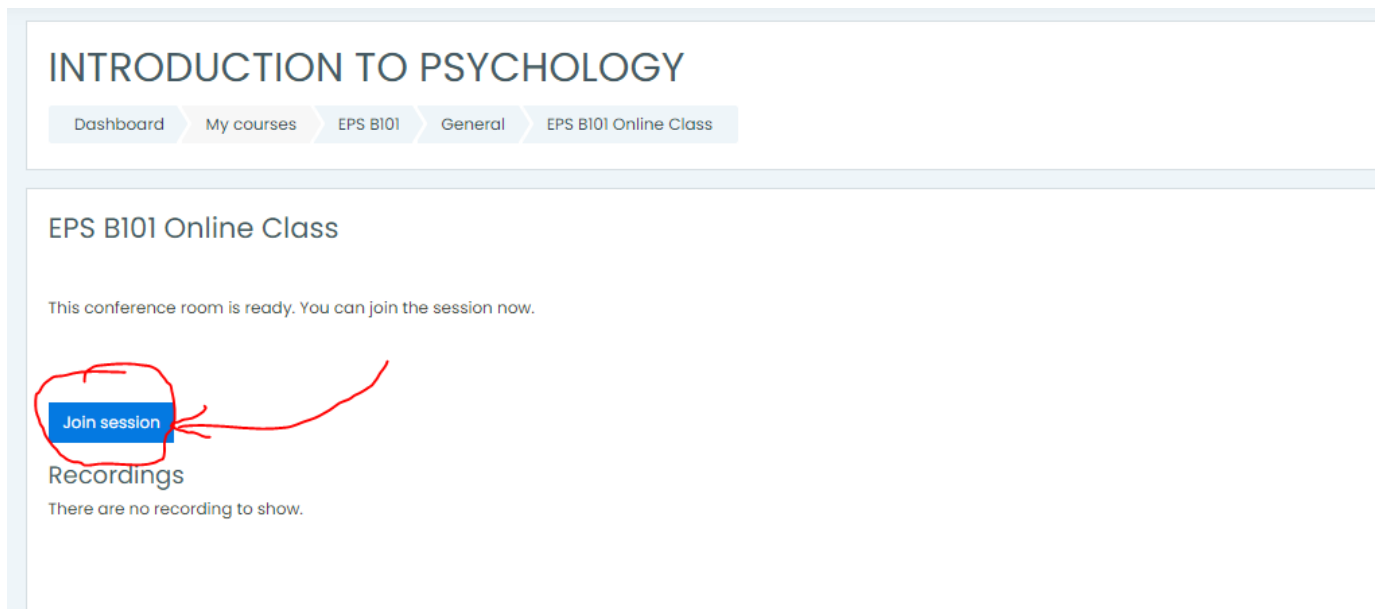 INTRODUCTION TO PSYCHOLOGY
Dashboard My courses EPS B101 General EPS B101 Online Class
EPS B101 Online Class
This conference room is ready. You can join the session now.
Join session
Recordings
There are no recording to show.